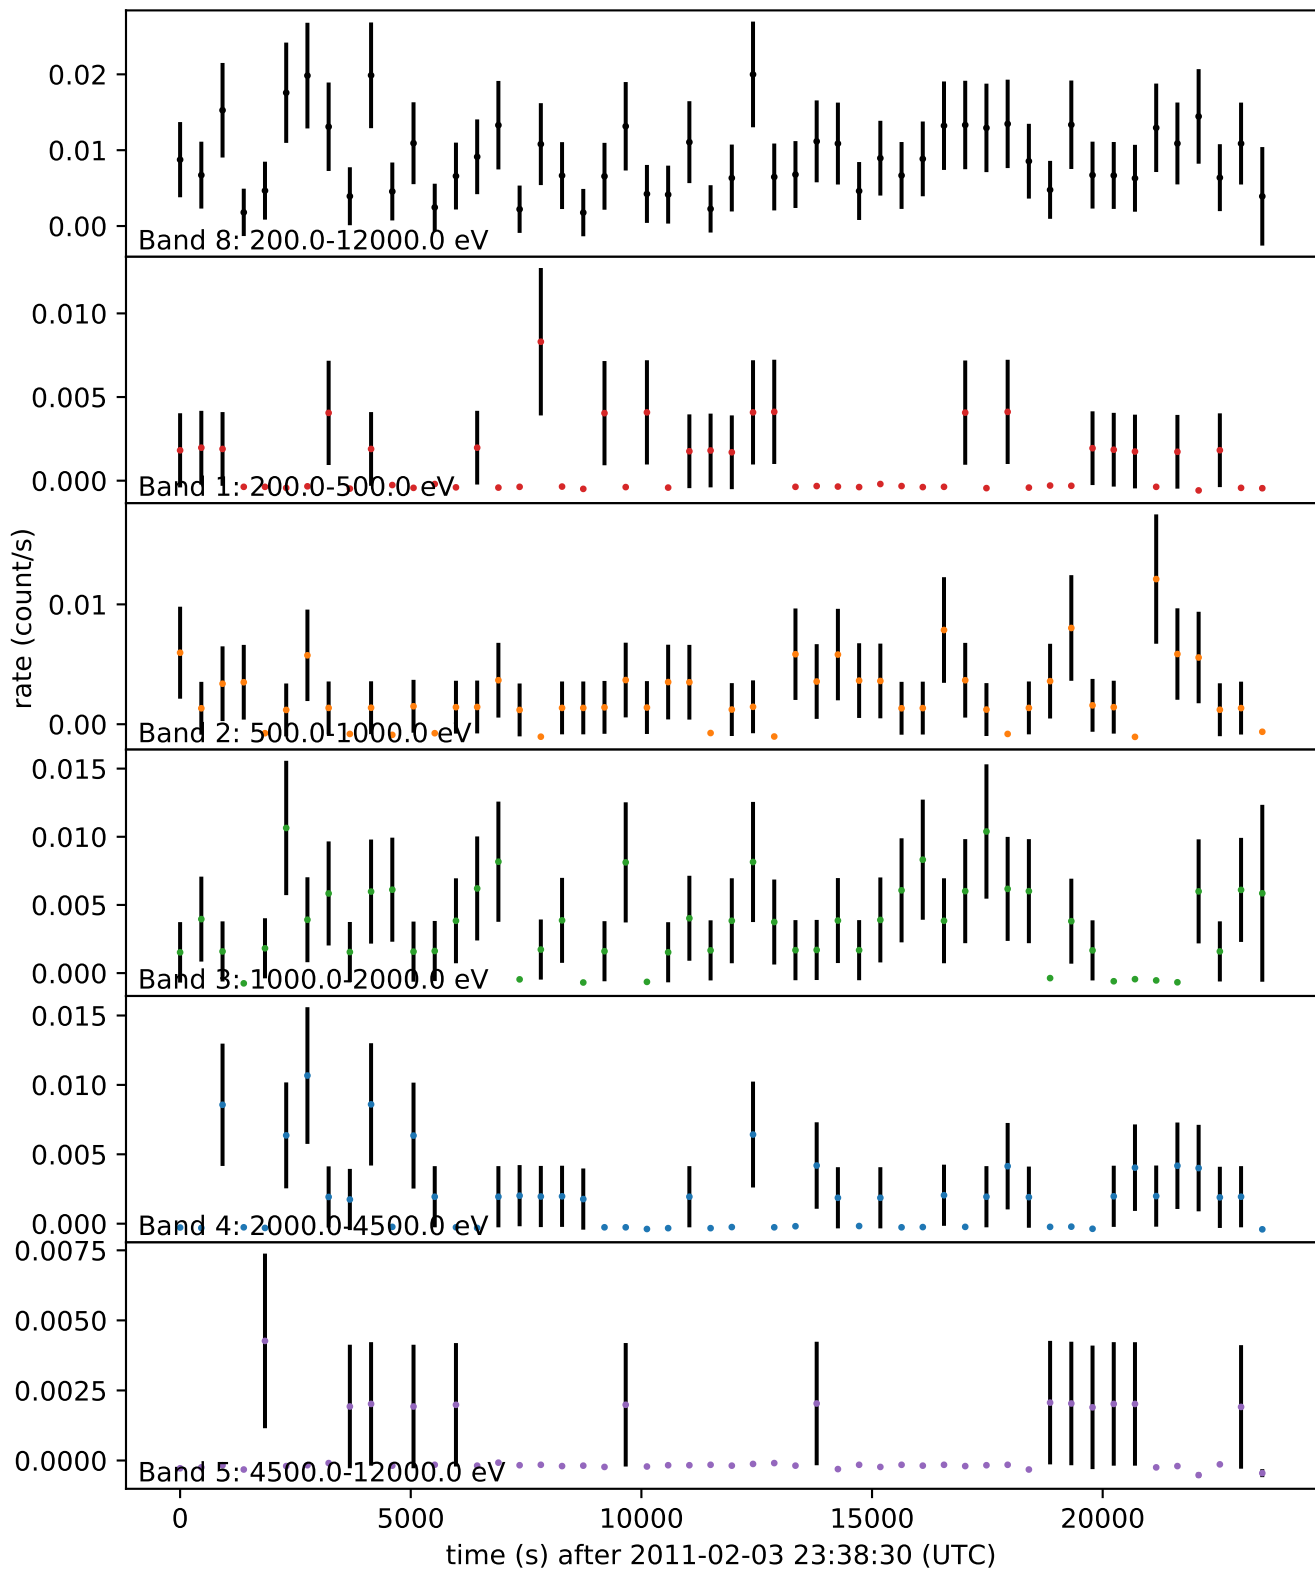 0.02
0.01
0.00
Band 8: 200.0-12000.0 eV
0.010
0.005
0.000
Band 1: 200.0-500.0 eV
rate (count/s)
0.01
0.00
Band 2: 500.0-1000.0 eV
0.015
0.010
0.005
0.000
Band 3: 1000.0-2000.0 eV
0.015
0.010
0.005
0.000
Band 4: 2000.0-4500.0 eV
0.0075
0.0050
0.0025
0.0000
Band 5: 4500.0-12000.0 eV
0 5000 10000 15000 20000
time (s) after 2011-02-03 23:38:30 (UTC)